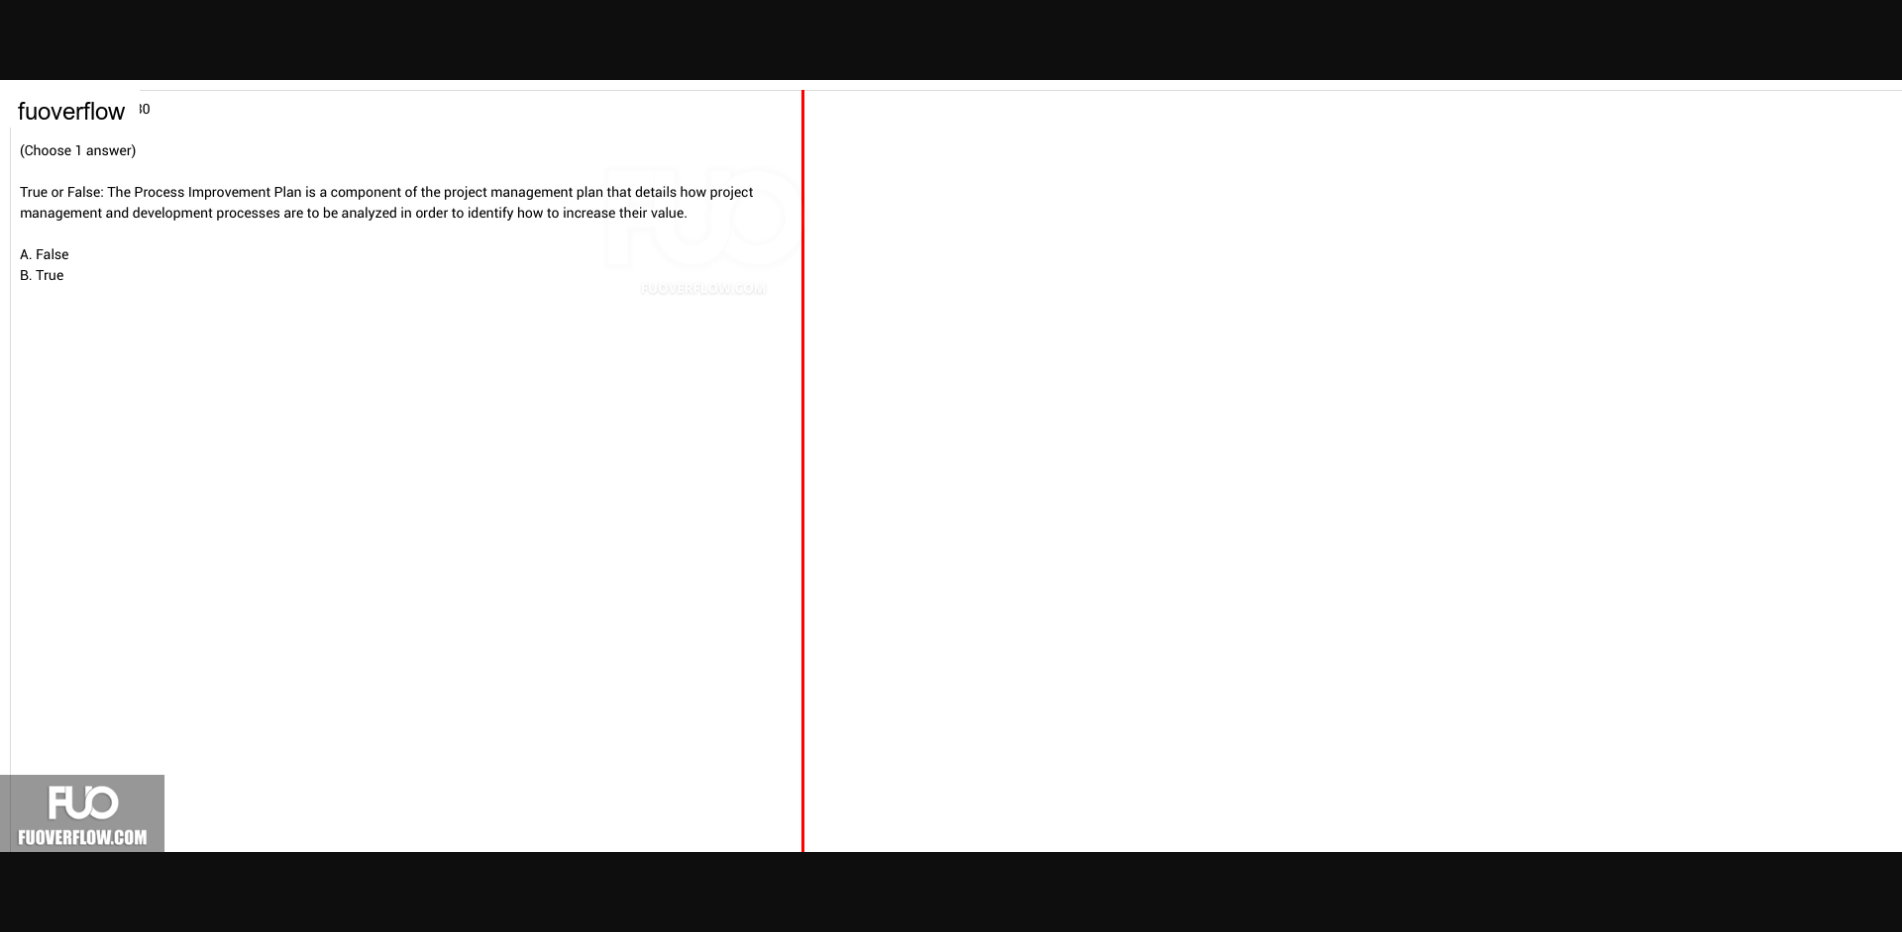 fuoverflow
(Choose 1 answer)
True or False: The Process Improvement Plan is a component of the project management plan that details how project
management and development processes are to be analyzed in order to identify how to increase their value.
A. False
B. True
FUO
FUOVERFLOW.COM
FUO
FUOVERFLOW.COM